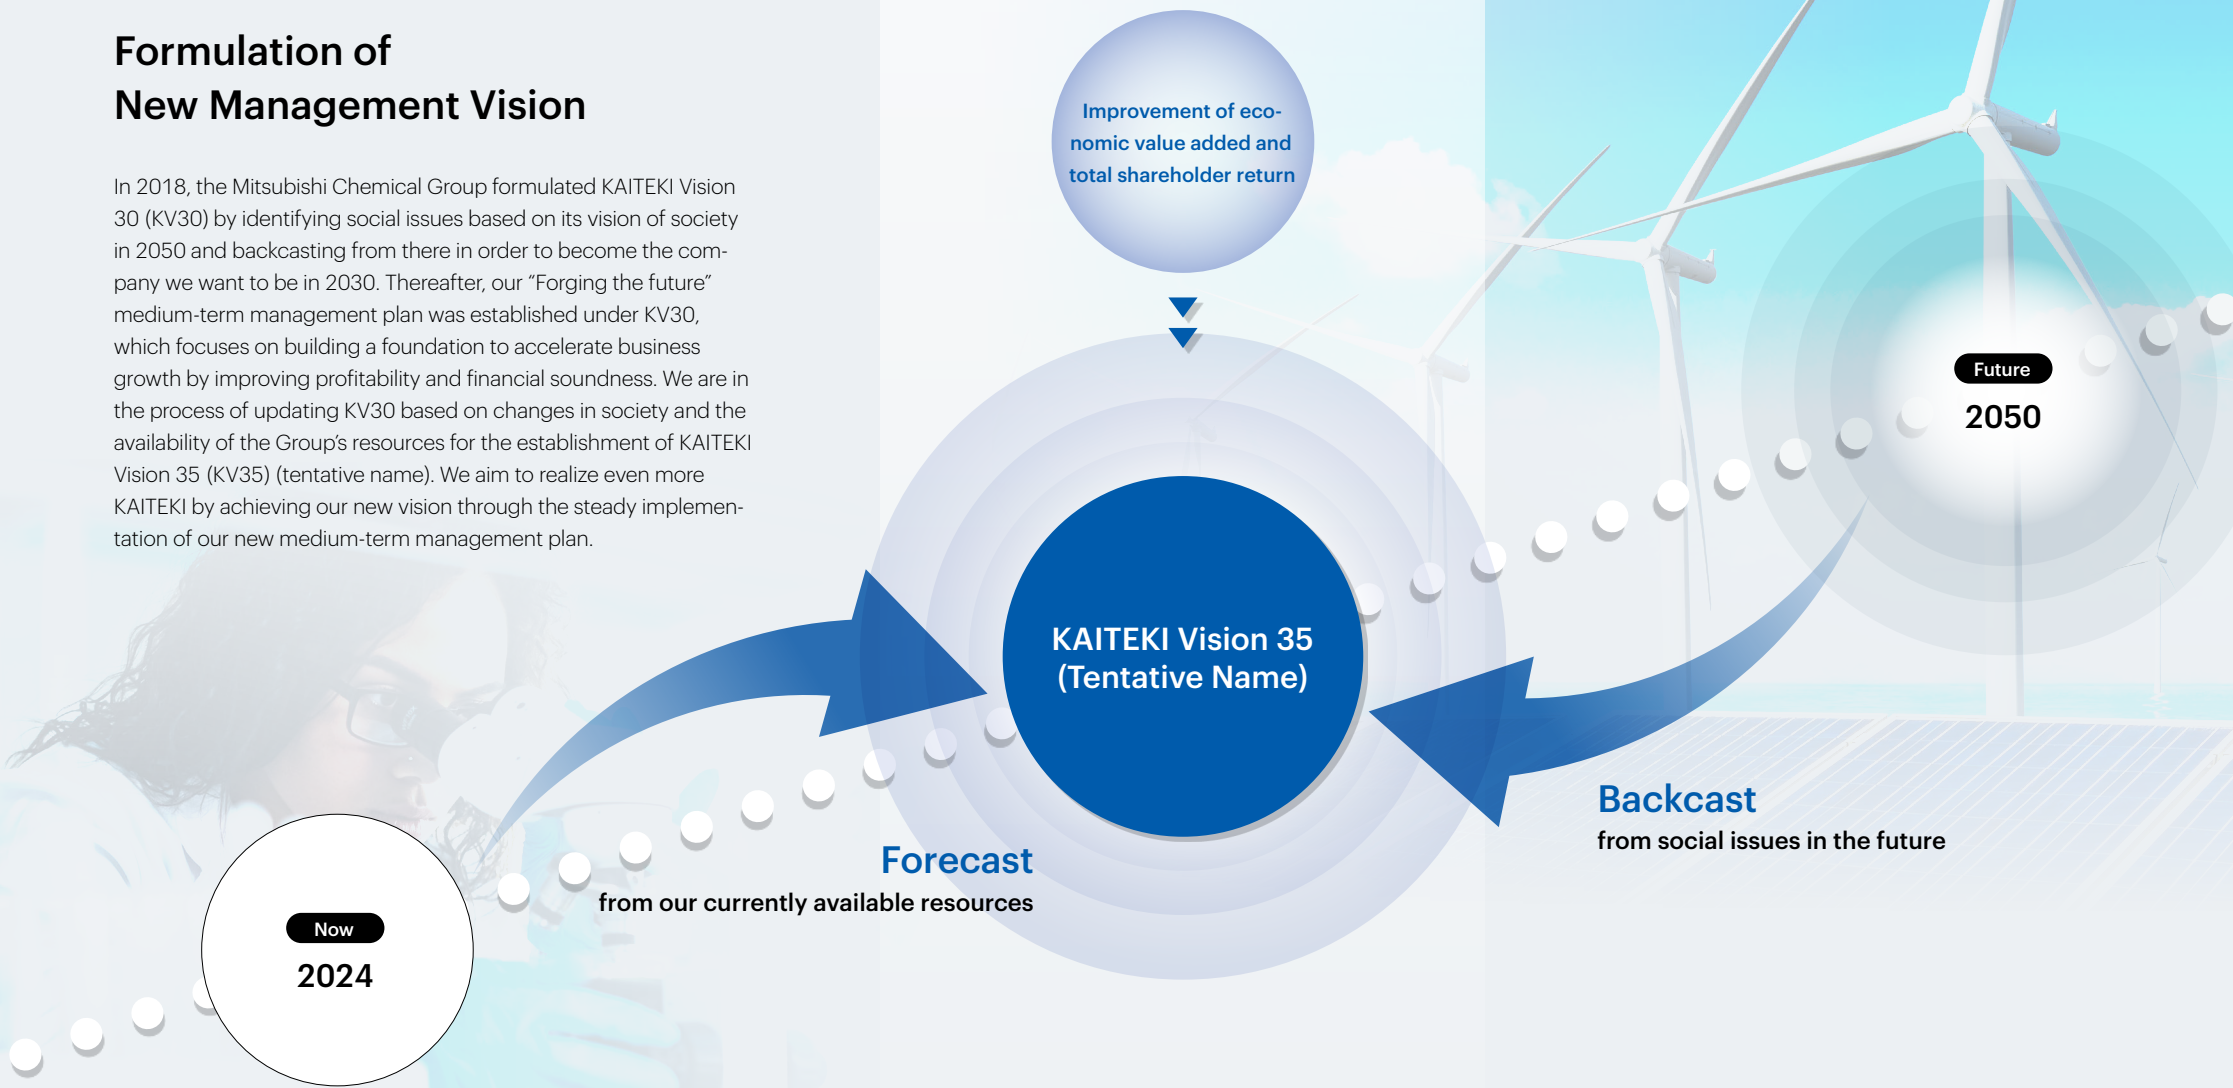 Formulation of
New Management Vision
In 2018, the Mitsubishi Chemical Group formulated KAITEKI Vision
30 (KV30) by identifying social issues based on its vision of society
in 2050 and backcasting from there in order to become the com-
pany we want to be in 2030. Thereafter, our “Forging the future”
medium-term management plan was established under KV30,
which focuses on building a foundation to accelerate business
growth by improving profitability and financial soundness. We are in
the process of updating KV30 based on changes in society and the
availability of the Group’s resources for the establishment of KAITEKI
Vision 35 (KV35) (tentative name). We aim to realize even more
KAITEKI by achieving our new vision through the steady implemen-
tation of our new medium-term management plan.
Improvement of eco-
nomic value added and
total shareholder return
Future
2050
KAITEKI Vision 35
(Tentative Name)
Backcast
from social issues in the future
Forecast
from our currently available resources
Now
2024